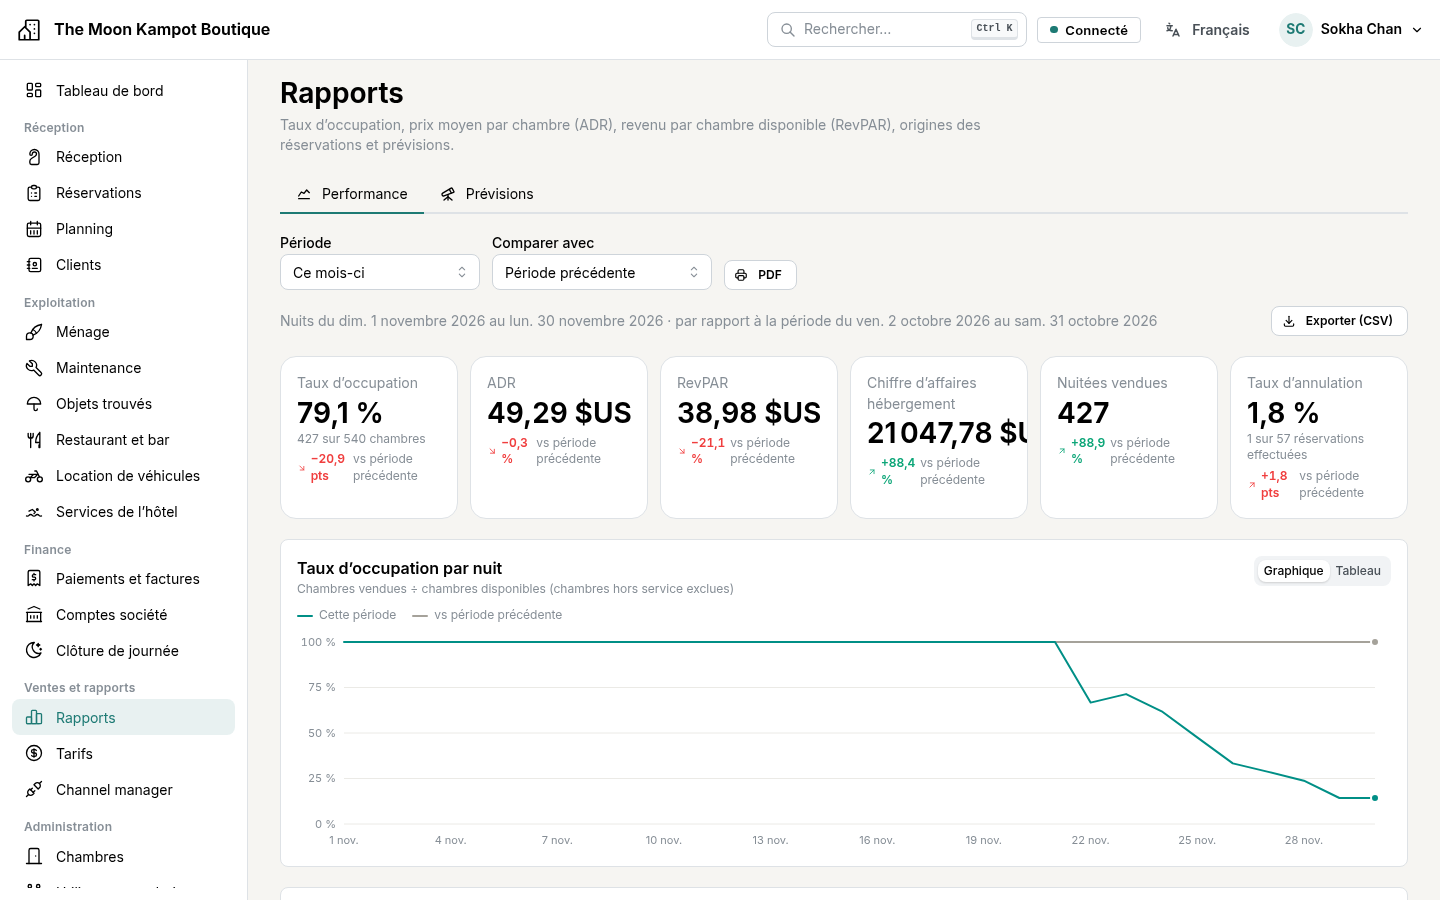 The Moon Kampot Boutique
Rechercher...
Ctrl K
Connecté
Français
SC
Sokha Chan
Tableau de bord
Réception
Réception
Réservations
Planning
Clients
Exploitation
Ménage
Maintenance
Objets trouvés
Restaurant et bar
Location de véhicules
Services de l’hôtel
Finance
Paiements et factures
Comptes société
Clôture de journée
Ventes et rapports
Rapports
Tarifs
Channel manager
Administration
Chambres
Rapports
Taux d’occupation, prix moyen par chambre (ADR), revenu par chambre disponible (RevPAR), origines des
réservations et prévisions.
Performance
Prévisions
Période
Comparer avec
Ce mois-ci
Période précédente
PDF
Nuits du dim. 1 novembre 2026 au lun. 30 novembre 2026 · par rapport à la période du ven. 2 octobre 2026 au sam. 31 octobre 2026
Exporter (CSV)
Taux d’occupation
79,1 %
427 sur 540 chambres
−20,9 pts
vs période précédente
ADR
49,29 $US
−0,3 %
vs période précédente
RevPAR
38,98 $US
−21,1 %
vs période précédente
Chiffre d’affaires
hébergement
21 047,78 $U
+88,4 %
vs période précédente
Nuitées vendues
427
+88,9 %
vs période précédente
Taux d’annulation
1,8 %
1 sur 57 réservations
effectuées
+1,8 pts
vs période précédente
Taux d’occupation par nuit
Chambres vendues ÷ chambres disponibles (chambres hors service exclues)
Graphique
Tableau
Cette période
vs période précédente
100 %
75 %
50 %
25 %
0 %
1 nov.
4 nov.
7 nov.
10 nov.
13 nov.
16 nov.
19 nov.
22 nov.
25 nov.
28 nov.